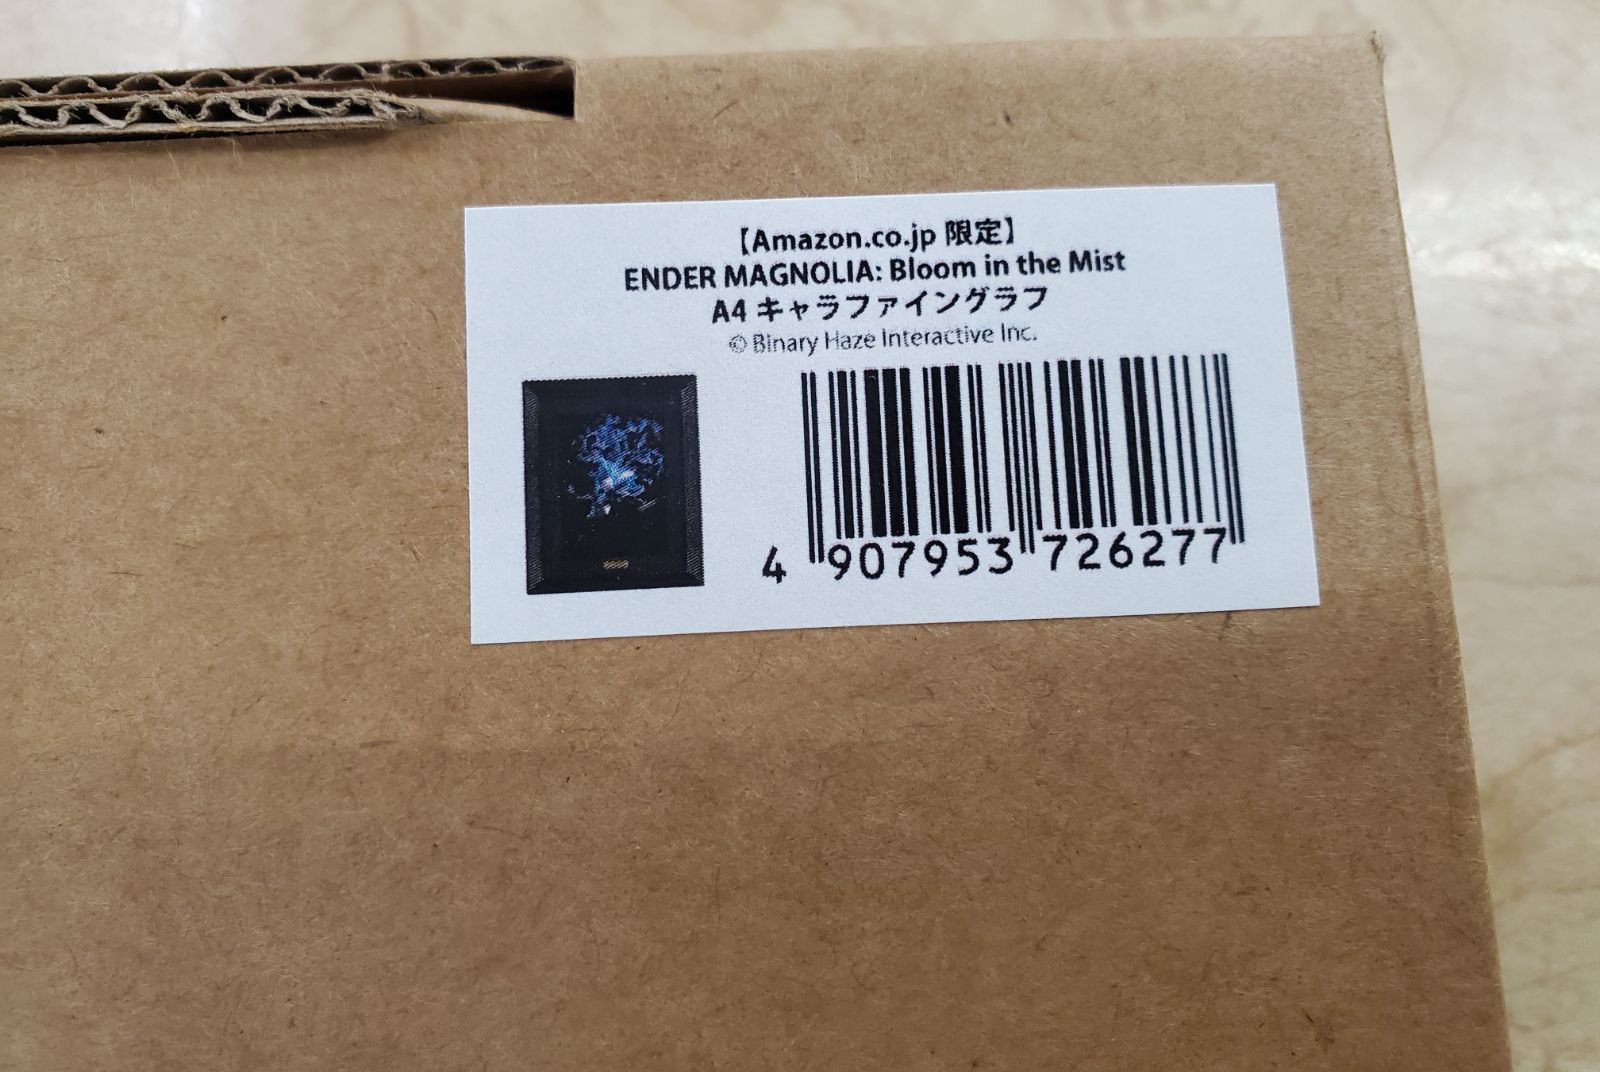 【Amazon.co.jp 限定】
ENDER MAGNOLIA: Bloom in the Mist
A4 キャラファイングラフ
© Binary Haze Interactive Inc.
4 907953 726277